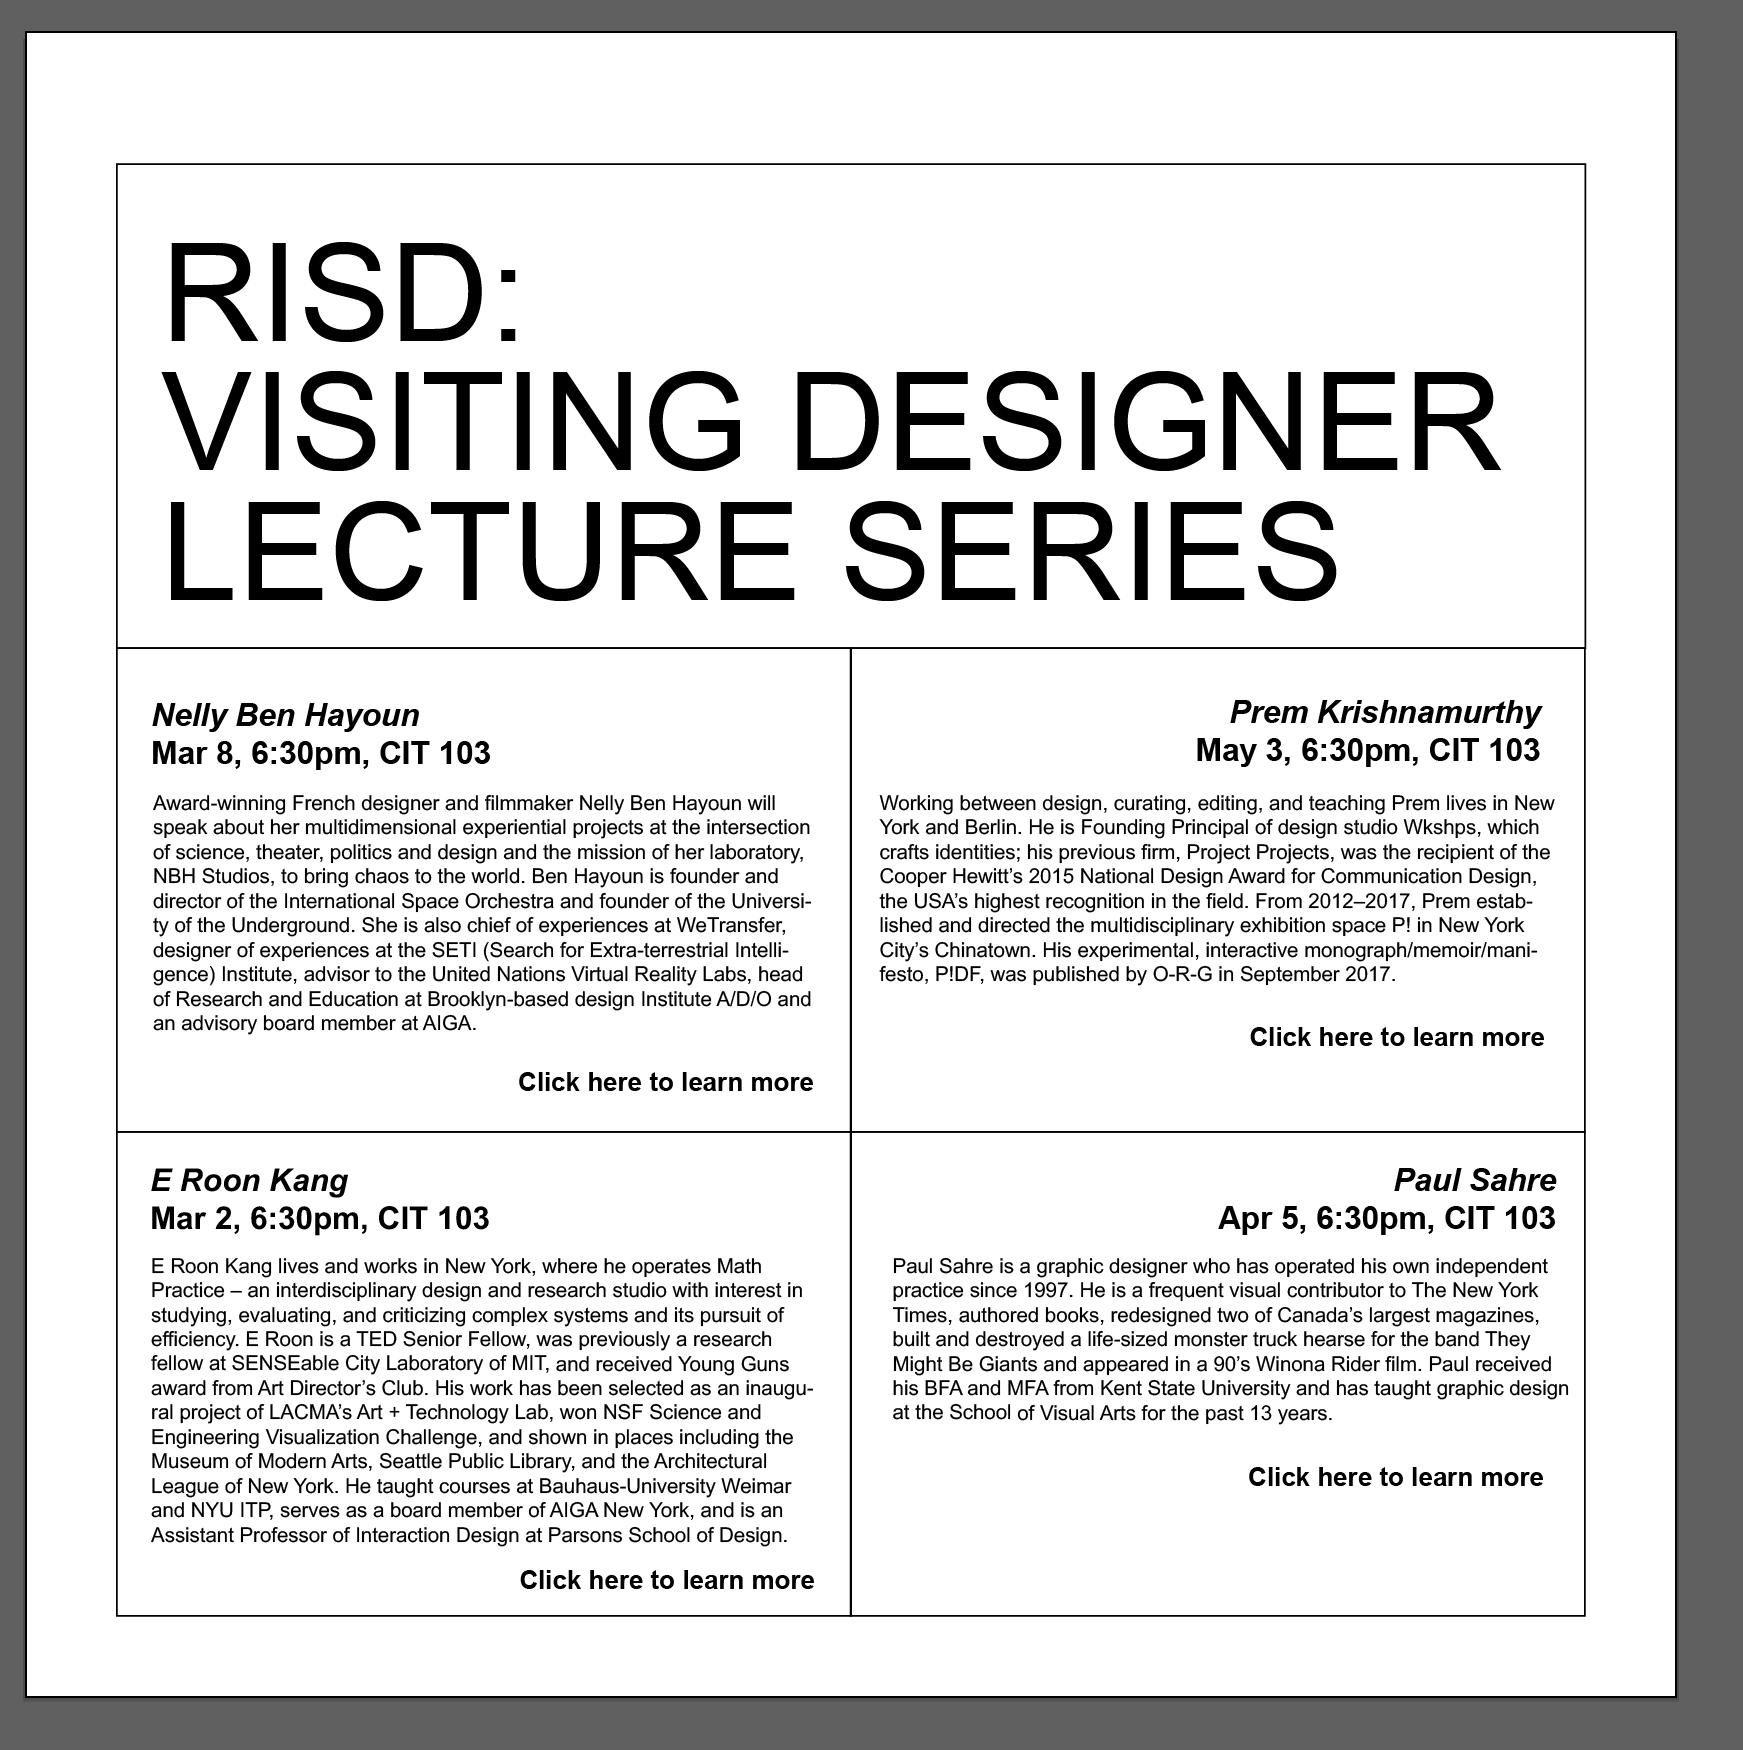 RISD:
VISITING DESIGNER
LECTURE SERIES
Nelly Ben Hayoun
Mar 8, 6:30pm, CIT 103
Award-winning French designer and filmmaker Nelly Ben Hayoun will
speak about her multidimensional experiential projects at the intersection
of science, theater, politics and design and the mission of her laboratory,
NBH Studios, to bring chaos to the world. Ben Hayoun is founder and
director of the International Space Orchestra and founder of the Universi-
ty of the Underground. She is also chief of experiences at WeTransfer,
designer of experiences at the SETI (Search for Extra-terrestrial Intelli-
gence) Institute, advisor to the United Nations Virtual Reality Labs, head
of Research and Education at Brooklyn-based design Institute A/D/O and
an advisory board member at AIGA.
Click here to learn more
Prem Krishnamurthy
May 3, 6:30pm, CIT 103
Working between design, curating, editing, and teaching Prem lives in New
York and Berlin. He is Founding Principal of design studio Wkshps, which
crafts identities; his previous firm, Project Projects, was the recipient of the
Cooper Hewitt’s 2015 National Design Award for Communication Design,
the USA’s highest recognition in the field. From 2012–2017, Prem estab-
lished and directed the multidisciplinary exhibition space P! in New York
City’s Chinatown. His experimental, interactive monograph/memoir/mani-
festo, P!DF, was published by O-R-G in September 2017.
Click here to learn more
E Roon Kang
Mar 2, 6:30pm, CIT 103
E Roon Kang lives and works in New York, where he operates Math
Practice – an interdisciplinary design and research studio with interest in
studying, evaluating, and criticizing complex systems and its pursuit of
efficiency. E Roon is a TED Senior Fellow, was previously a research
fellow at SENSEable City Laboratory of MIT, and received Young Guns
award from Art Director’s Club. His work has been selected as an inaugu-
ral project of LACMA’s Art + Technology Lab, won NSF Science and
Engineering Visualization Challenge, and shown in places including the
Museum of Modern Arts, Seattle Public Library, and the Architectural
League of New York. He taught courses at Bauhaus-University Weimar
and NYU ITP, serves as a board member of AIGA New York, and is an
Assistant Professor of Interaction Design at Parsons School of Design.
Click here to learn more
Paul Sahre
Apr 5, 6:30pm, CIT 103
Paul Sahre is a graphic designer who has operated his own independent
practice since 1997. He is a frequent visual contributor to The New York
Times, authored books, redesigned two of Canada’s largest magazines,
built and destroyed a life-sized monster truck hearse for the band They
Might Be Giants and appeared in a 90’s Winona Rider film. Paul received
his BFA and MFA from Kent State University and has taught graphic design
at the School of Visual Arts for the past 13 years.
Click here to learn more